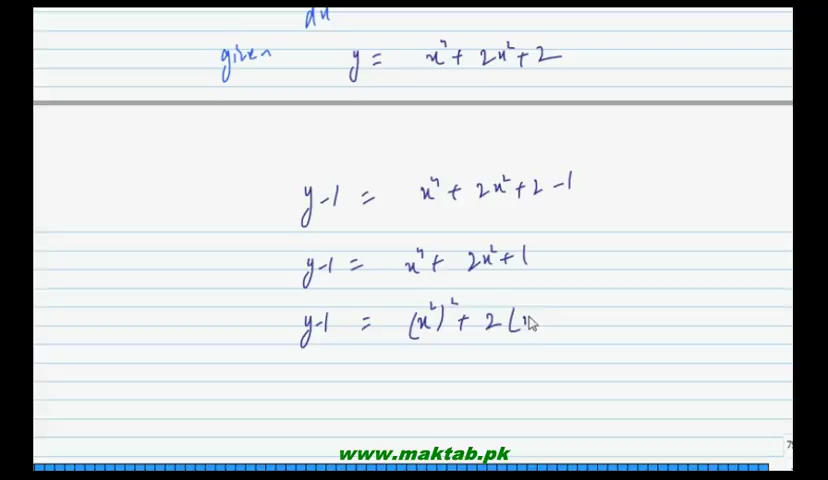 dx
given y = x⁴ + 2x² + 2
y-1 = x⁴ + 2x² + 2 -1
y-1 = x⁴ + 2x² + 1
y-1 = (x²)² + 2(
www.maktab.pk